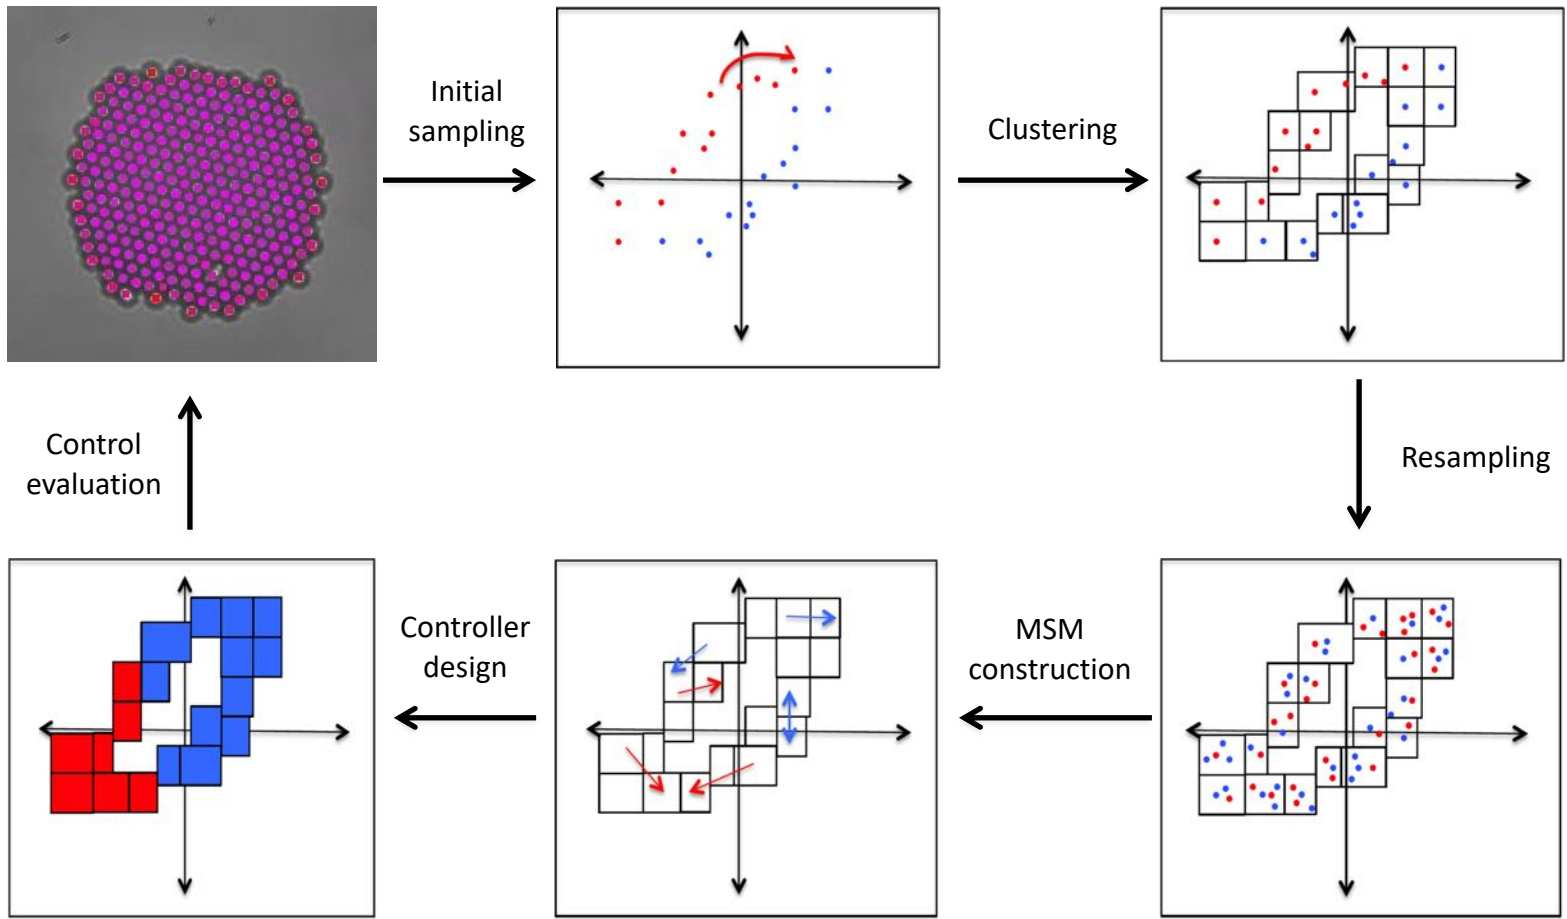 Initial
sampling
Clustering
Resampling
MSM
construction
Controller
design
Control
evaluation